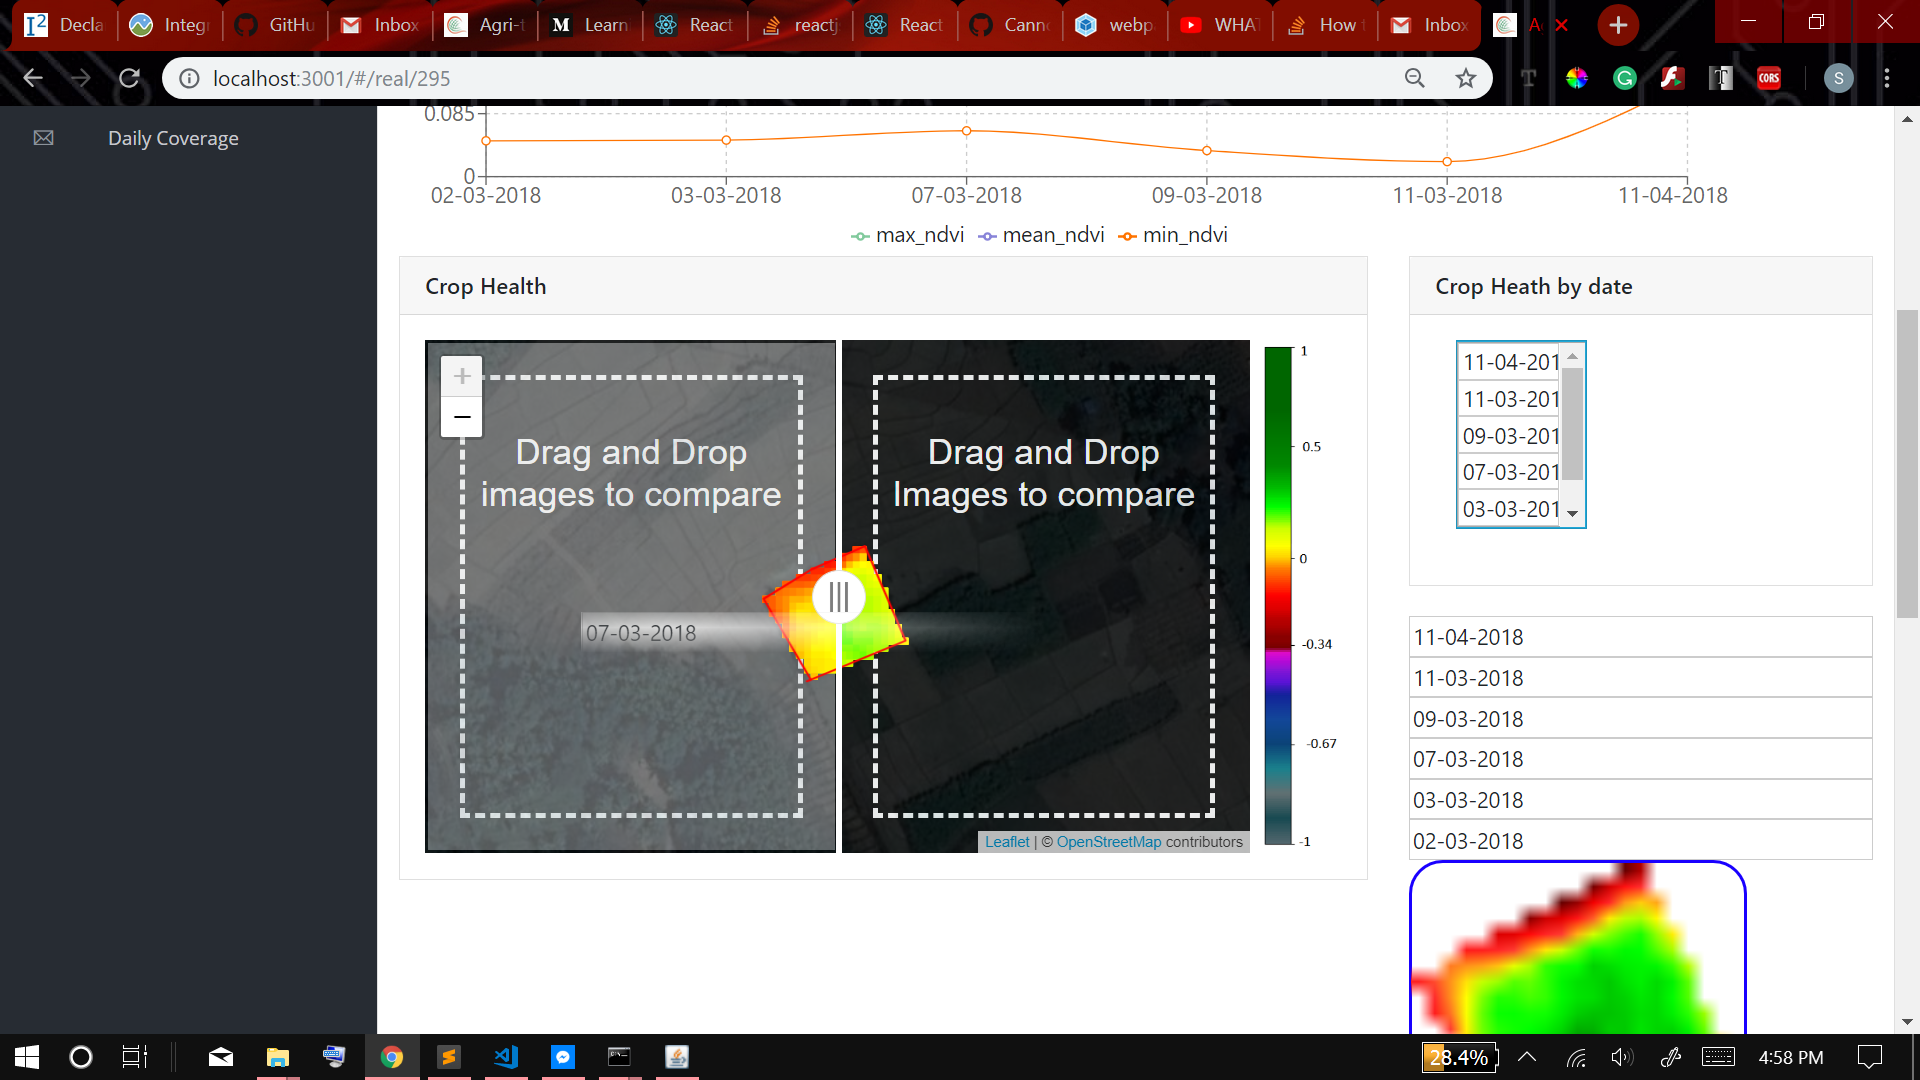 Decla
Integr
GitHu
Inbox
Agri-t
M Learn
React
reactj
React
Canno
webp
WHAT
How t
Inbox
localhost:3001/#/real/295
T
CORS
S
Daily Coverage
0.085
0
02-03-2018 03-03-2018 07-03-2018 09-03-2018 11-03-2018 11-04-2018
max_ndvi mean_ndvi min_ndvi
Crop Health
Crop Heath by date
+
−
Drag and Drop
images to compare
Drag and Drop
Images to compare
07-03-2018
Leaflet | © OpenStreetMap contributors
1
0.5
0
-0.34
-0.67
-1
11-04-201
11-03-201
09-03-201
07-03-201
03-03-201
11-04-2018
11-03-2018
09-03-2018
07-03-2018
03-03-2018
02-03-2018
28.4%
4:58 PM